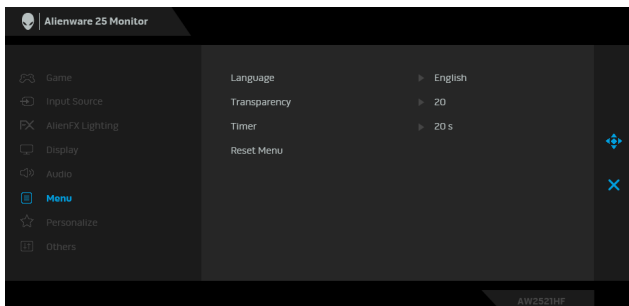 Alienware 25 Monitor
Game
Input Source
AlienFX Lighting
Display
Audio
Menu
Personalize
Others
Language English
Transparency 20
Timer 20 s
Reset Menu
AW2521HF